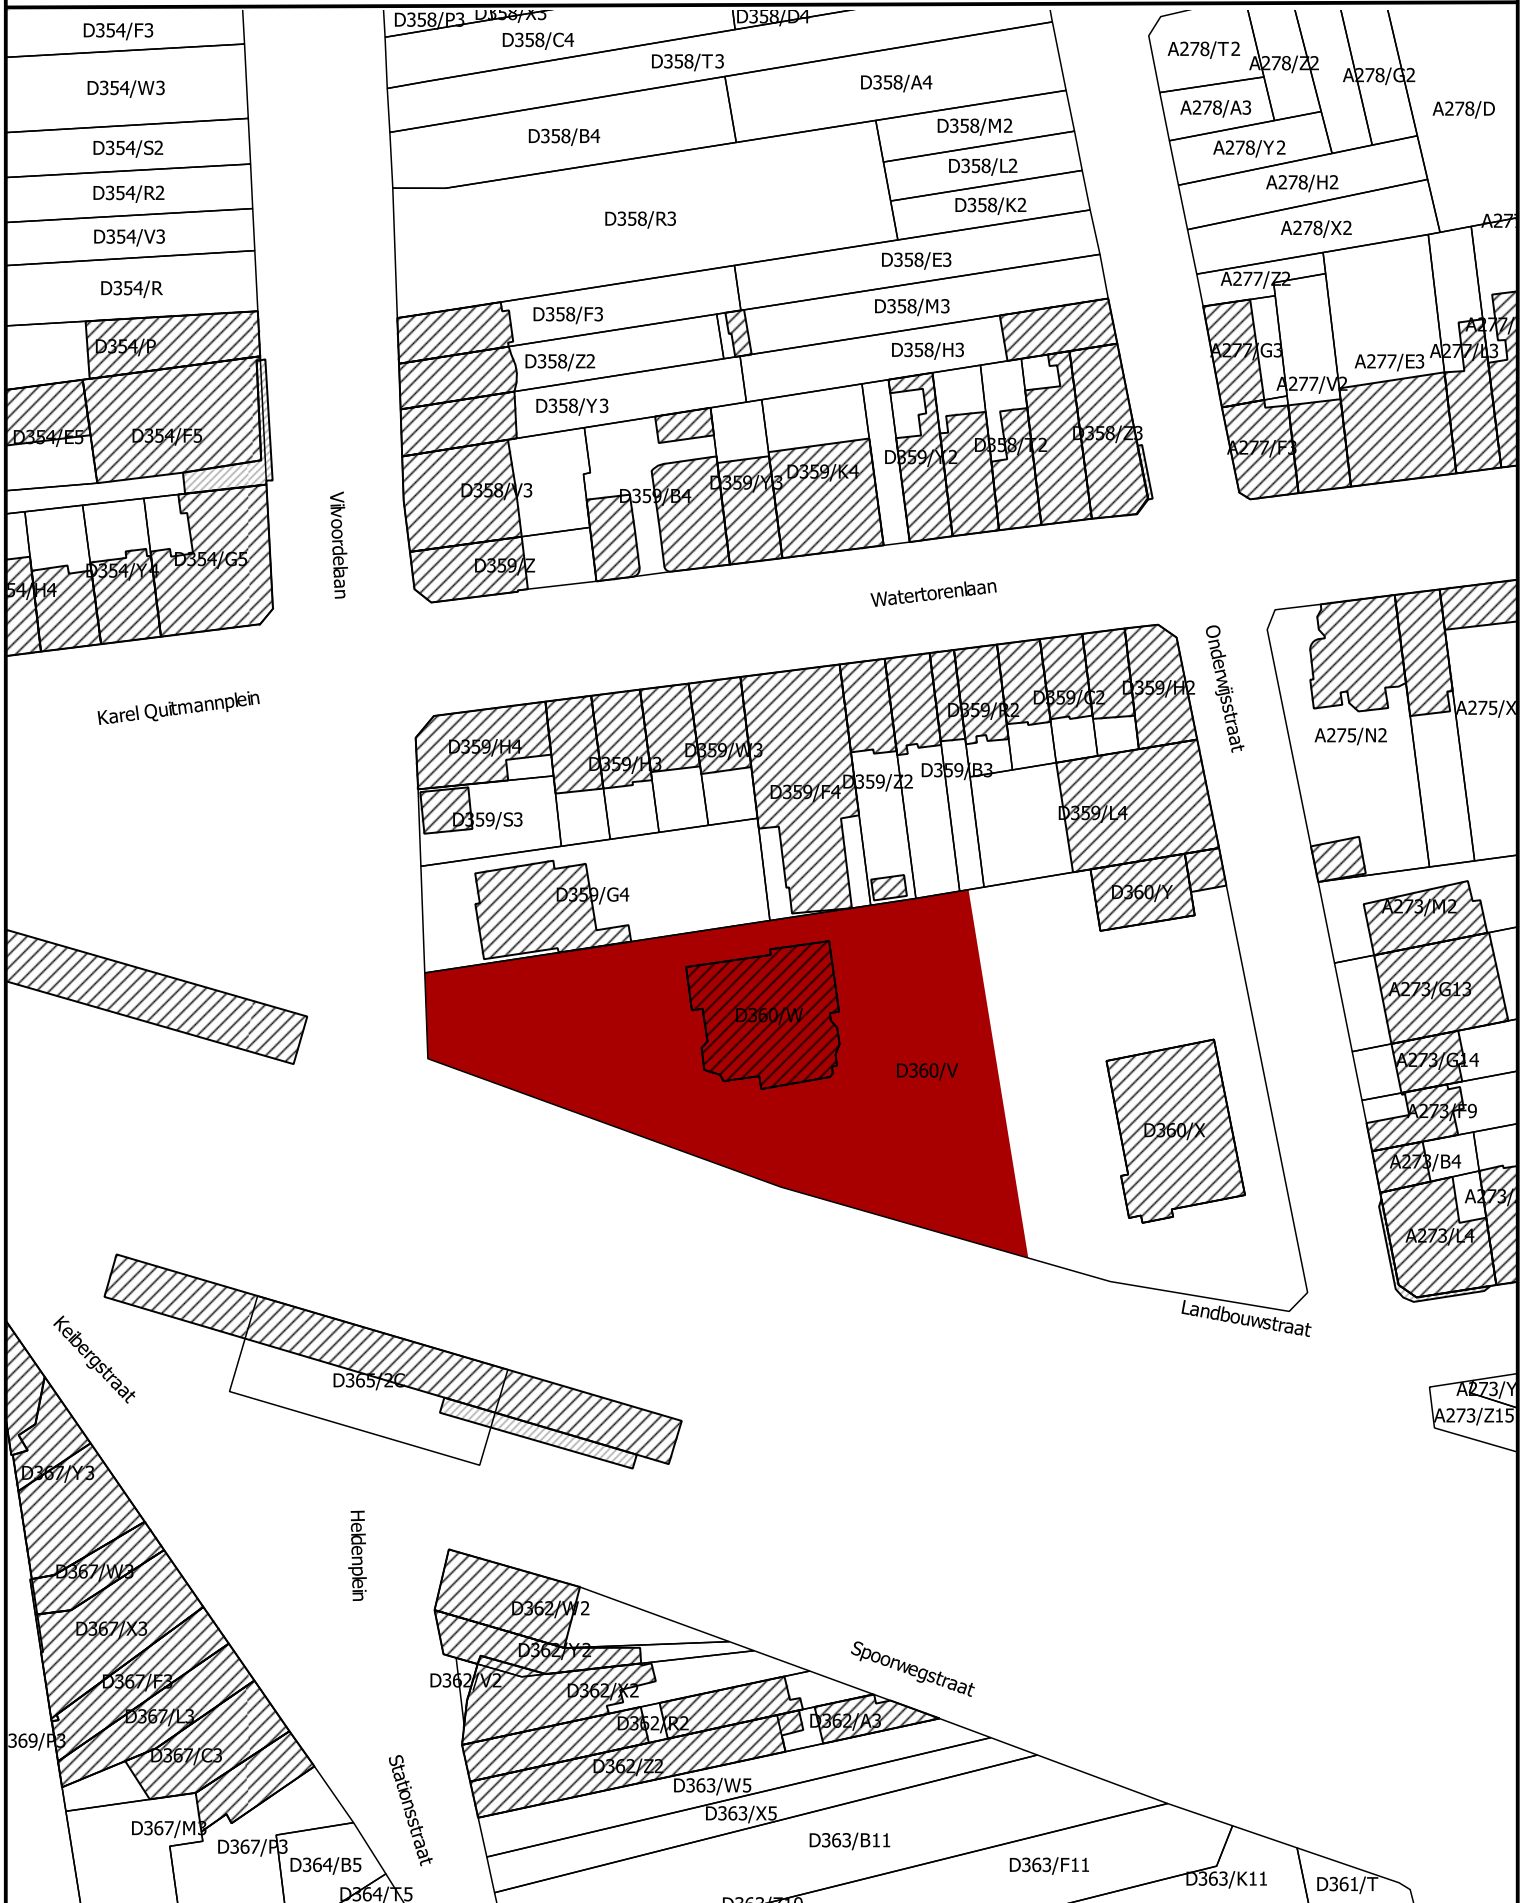 D354/F3
D358/P3
D358/X3
D358/D4
D358/C4
A278/T2
A278/Z2
A278/G2
D354/W3
D358/T3
D358/A4
A278/A3
A278/D
D358/B4
D358/M2
D354/S2
A278/Y2
D358/L2
D354/R2
A278/H2
D358/R3
D358/K2
D354/V3
A278/X2
D358/E3
D354/R
A277/Z2
D358/F3
D358/M3
D354/P
D358/Z2
D358/H3
A277/G3
A277/E3
A277/L3
A277/V2
D358/Y3
D354/E5
D354/F5
D358/T2
D358/Z3
A277/F3
D359/Y2
D358/V3
D359/B4
D359/Y3
D359/K4
Vilvoordelaan
D354/G5
D354/Y4
54/H4
D359/Z
Watertorenlaan
Onderwijsstraat
Karel Quitmannplein
D359/H4
D359/H3
D359/W3
D359/R2
D359/C2
D359/H2
A275/N2
A275/X
D359/F4
D359/Z2
D359/B3
D359/S3
D359/L4
D359/G4
D360/Y
A273/M2
D360/W
A273/G13
D360/V
A273/G14
A273/F9
D360/X
A273/B4
A273/
A273/L4
Landbouwstraat
Keibergstraat
D365/2C
A273/Y
A273/Z15
D367/Y3
Heldenplein
D367/W3
D362/W2
D367/X3
D362/Y2
Spoorwegstraat
D367/F3
D362/V2
D362/X2
D367/L3
D362/R2
D362/A3
369/P3
D367/C3
D362/Z2
D363/W5
Stationsstraat
D363/X5
D367/M3
D367/P3
D363/B11
D364/B5
D363/F11
D363/K11
D361/T
D364/T5